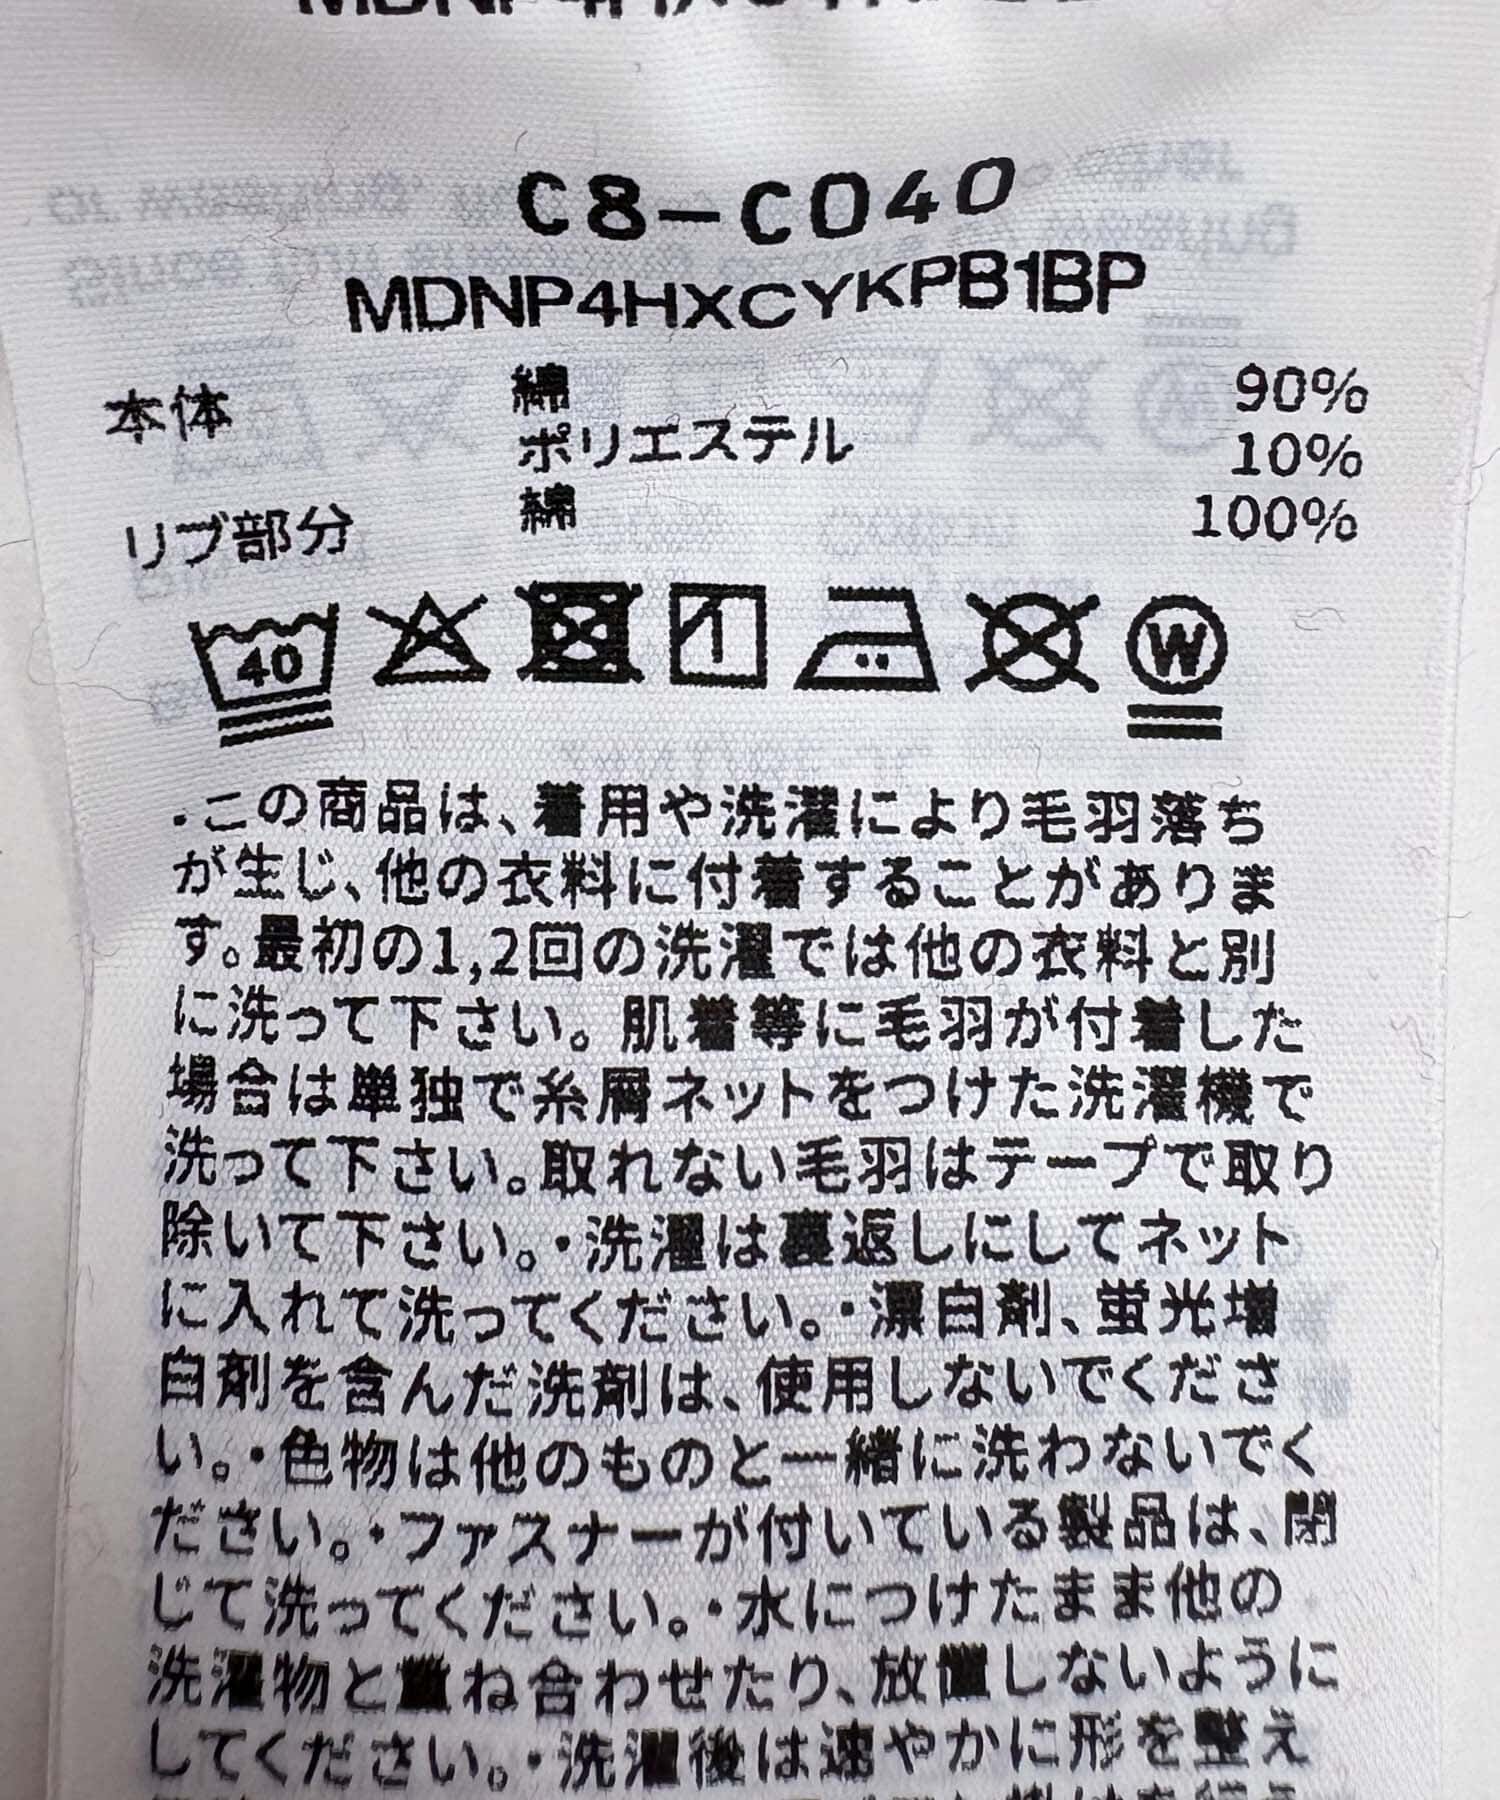 C8-C040
MDNP4HXCYKPB1BP
本体 綿 90%
ポリエステル 10%
リブ部分 綿 100%
40 1 W
・この商品は、着用や洗濯により毛羽落ち
が生じ、他の衣料に付着することがありま
す。最初の1,2回の洗濯では他の衣料と別
に洗って下さい。肌着等に毛羽が付着した
場合は単独で糸屑ネットをつけた洗濯機で
洗って下さい。取れない毛羽はテープで取り
除いて下さい。・洗濯は裏返しにしてネット
に入れて洗ってください。・漂白剤、蛍光増
白剤を含んだ洗剤は、使用しないでくださ
い。・色物は他のものと一緒に洗わないでく
ださい。・ファスナーが付いている製品は、閉
じて洗ってください。・水につけたまま他の
洗濯物と重ね合わせたり、放置しないように
してください。・洗濯後は速やかに形を整え